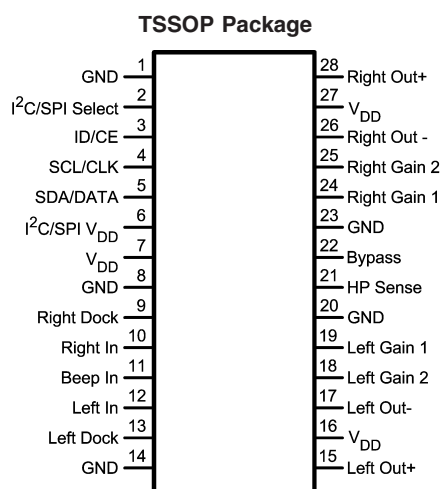 TSSOP Package
GND 1
I²C/SPI Select 2
ID/CE 3
SCL/CLK 4
SDA/DATA 5
I²C/SPI VDD 6
VDD 7
GND 8
Right Dock 9
Right In 10
Beep In 11
Left In 12
Left Dock 13
GND 14
28 Right Out+
27 VDD
26 Right Out -
25 Right Gain 2
24 Right Gain 1
23 GND
22 Bypass
21 HP Sense
20 GND
19 Left Gain 1
18 Left Gain 2
17 Left Out-
16 VDD
15 Left Out+